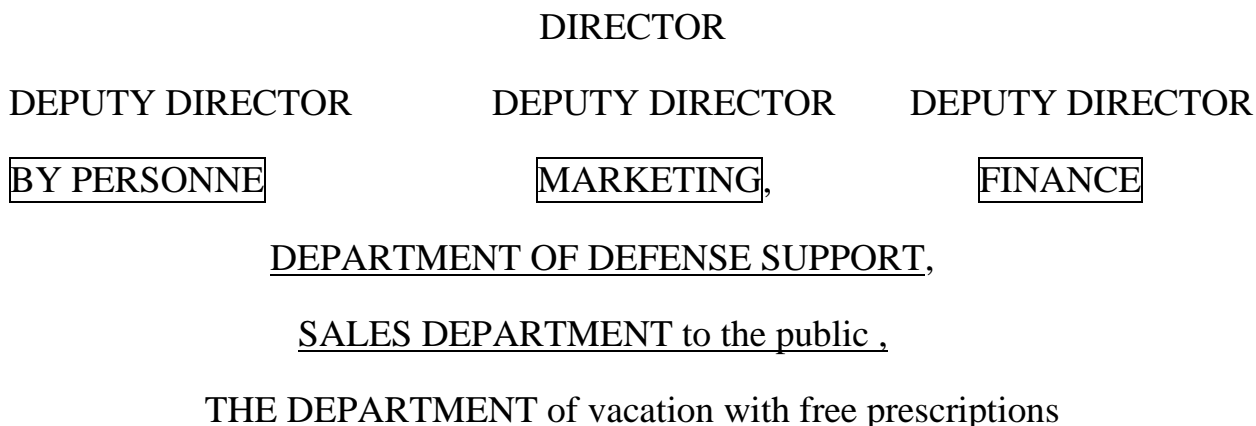 DIRECTOR
DEPUTY DIRECTOR DEPUTY DIRECTOR DEPUTY DIRECTOR
BY PERSONNE MARKETING, FINANCE
DEPARTMENT OF DEFENSE SUPPORT,
SALES DEPARTMENT to the public ,
THE DEPARTMENT of vacation with free prescriptions